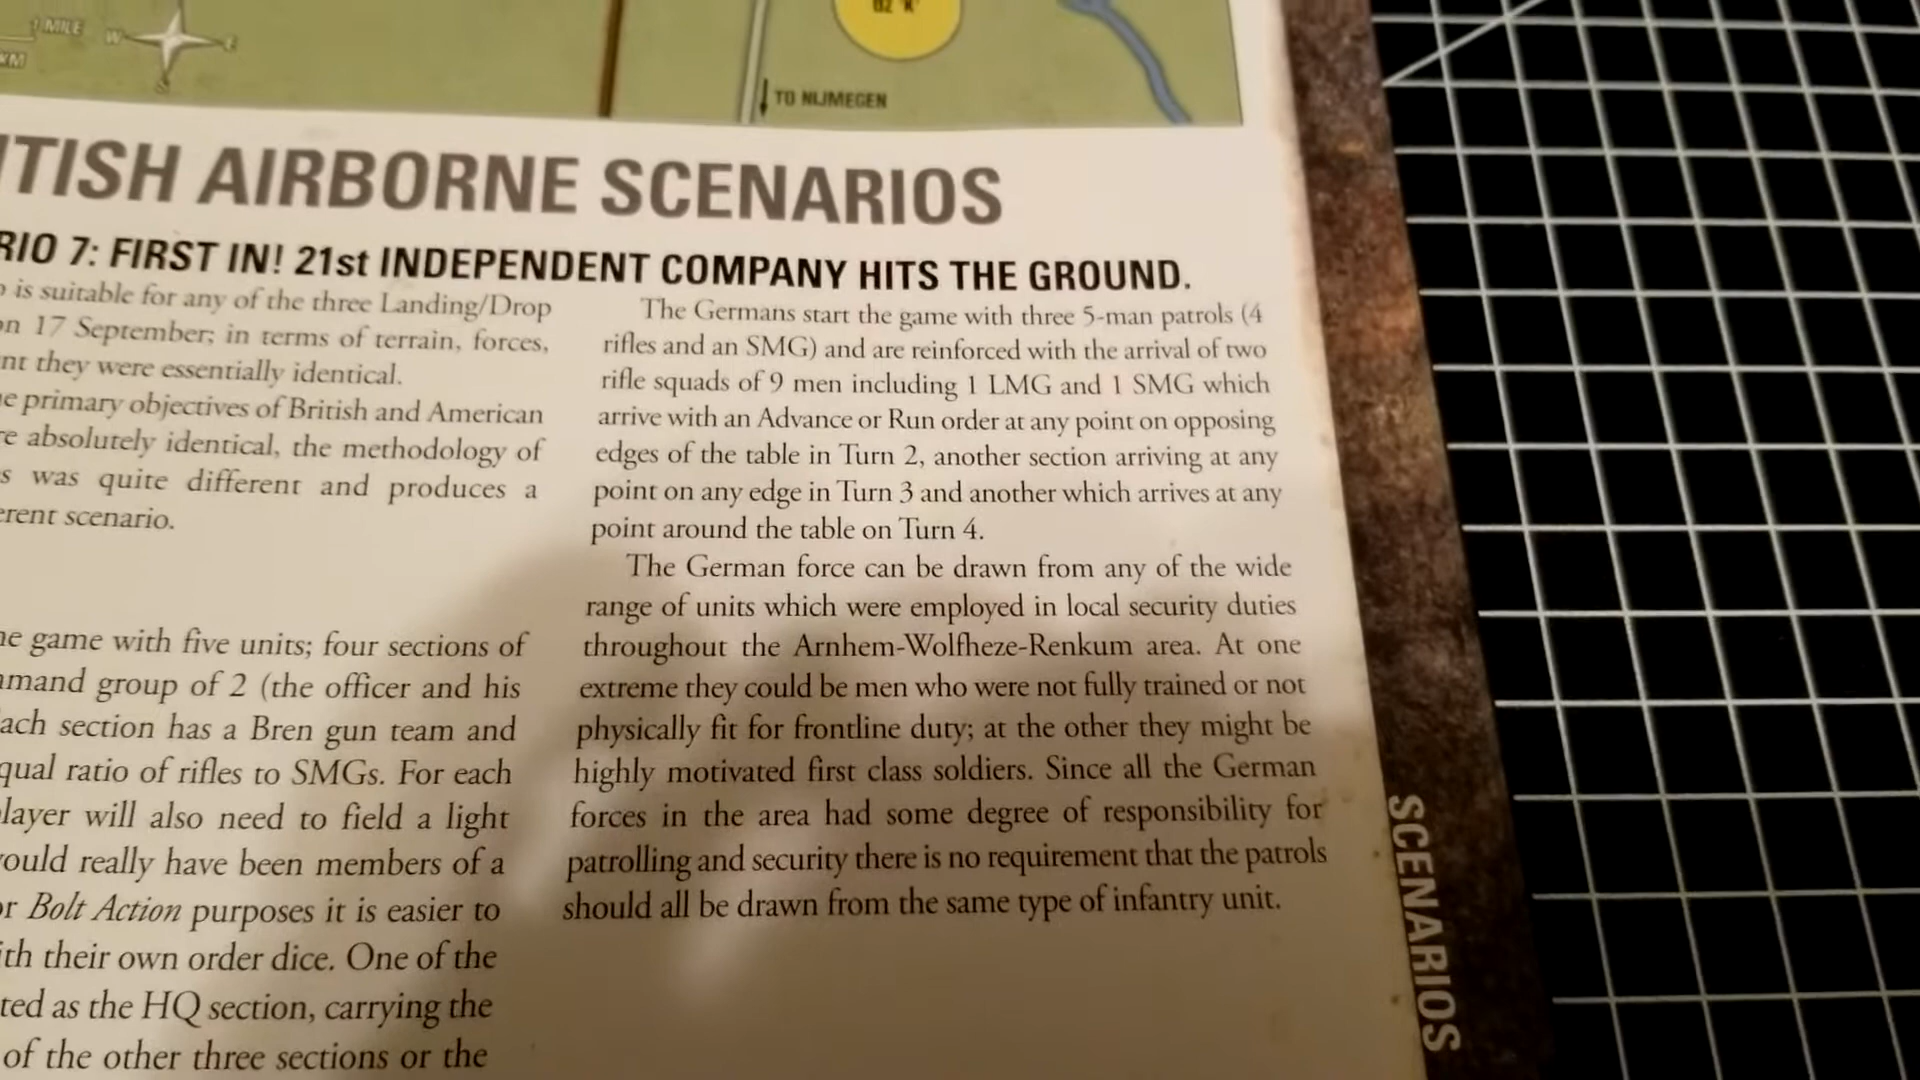 1 MILE
KM
W
E
S
DZ 'K'
TO NIJMEGEN
ITISH AIRBORNE SCENARIOS
RIO 7: FIRST IN! 21st INDEPENDENT COMPANY HITS THE GROUND.
is suitable for any of the three Landing/Drop
on 17 September; in terms of terrain, forces,
nt they were essentially identical.
e primary objectives of British and American
re absolutely identical, the methodology of
s was quite different and produces a
erent scenario.
he game with five units; four sections of
mmand group of 2 (the officer and his
ach section has a Bren gun team and
qual ratio of rifles to SMGs. For each
layer will also need to field a light
ould really have been members of a
or Bolt Action purposes it is easier to
ith their own order dice. One of the
ted as the HQ section, carrying the
of the other three sections or the
The Germans start the game with three 5-man patrols (4
rifles and an SMG) and are reinforced with the arrival of two
rifle squads of 9 men including 1 LMG and 1 SMG which
arrive with an Advance or Run order at any point on opposing
edges of the table in Turn 2, another section arriving at any
point on any edge in Turn 3 and another which arrives at any
point around the table on Turn 4.
The German force can be drawn from any of the wide
range of units which were employed in local security duties
throughout the Arnhem-Wolfheze-Renkum area. At one
extreme they could be men who were not fully trained or not
physically fit for frontline duty; at the other they might be
highly motivated first class soldiers. Since all the German
forces in the area had some degree of responsibility for
patrolling and security there is no requirement that the patrols
should all be drawn from the same type of infantry unit.
SCENARIOS